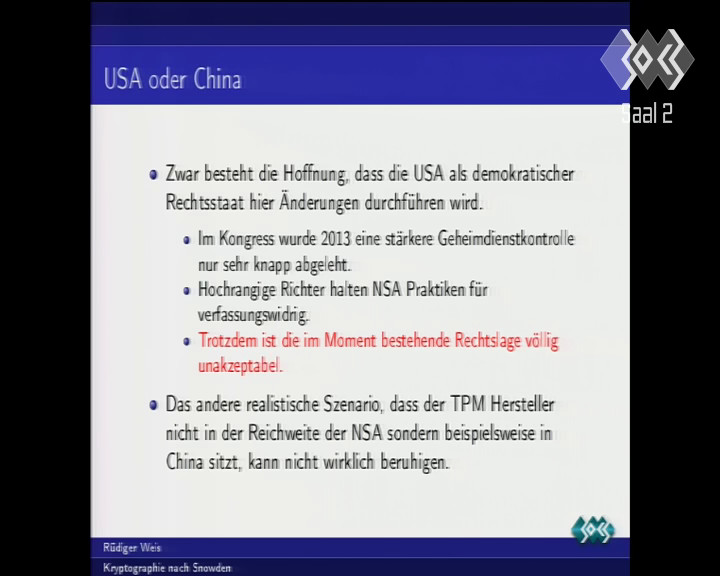 USA oder China
Saal 2
Zwar besteht die Hoffnung, dass die USA als demokratischer
Rechtsstaat hier Änderungen durchführen wird.
Im Kongress wurde 2013 eine stärkere Geheimdienstkontrolle
nur sehr knapp abgeleht.
Hochrangige Richter halten NSA Praktiken für
verfassungswidrig.
Trotzdem ist die im Moment bestehende Rechtslage völlig
unakzeptabel.
Das andere realistische Szenario, dass der TPM Hersteller
nicht in der Reichweite der NSA sondern beispielsweise in
China sitzt, kann nicht wirklich beruhigen.
Rüdiger Weis
Kryptographie nach Snowden